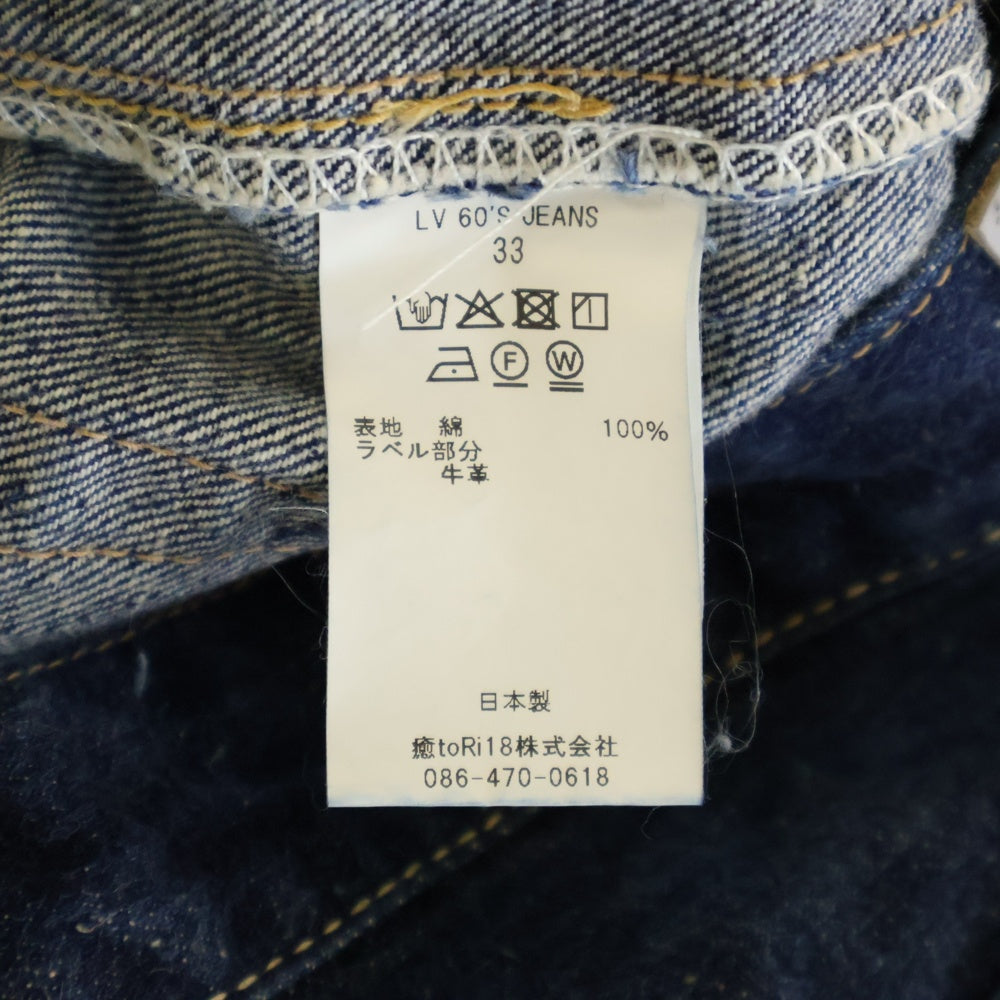 LV 60'S JEANS
33
F W
表地 綿 100%
ラベル部分
牛革
日本製
癒toRi18株式会社
086-470-0618